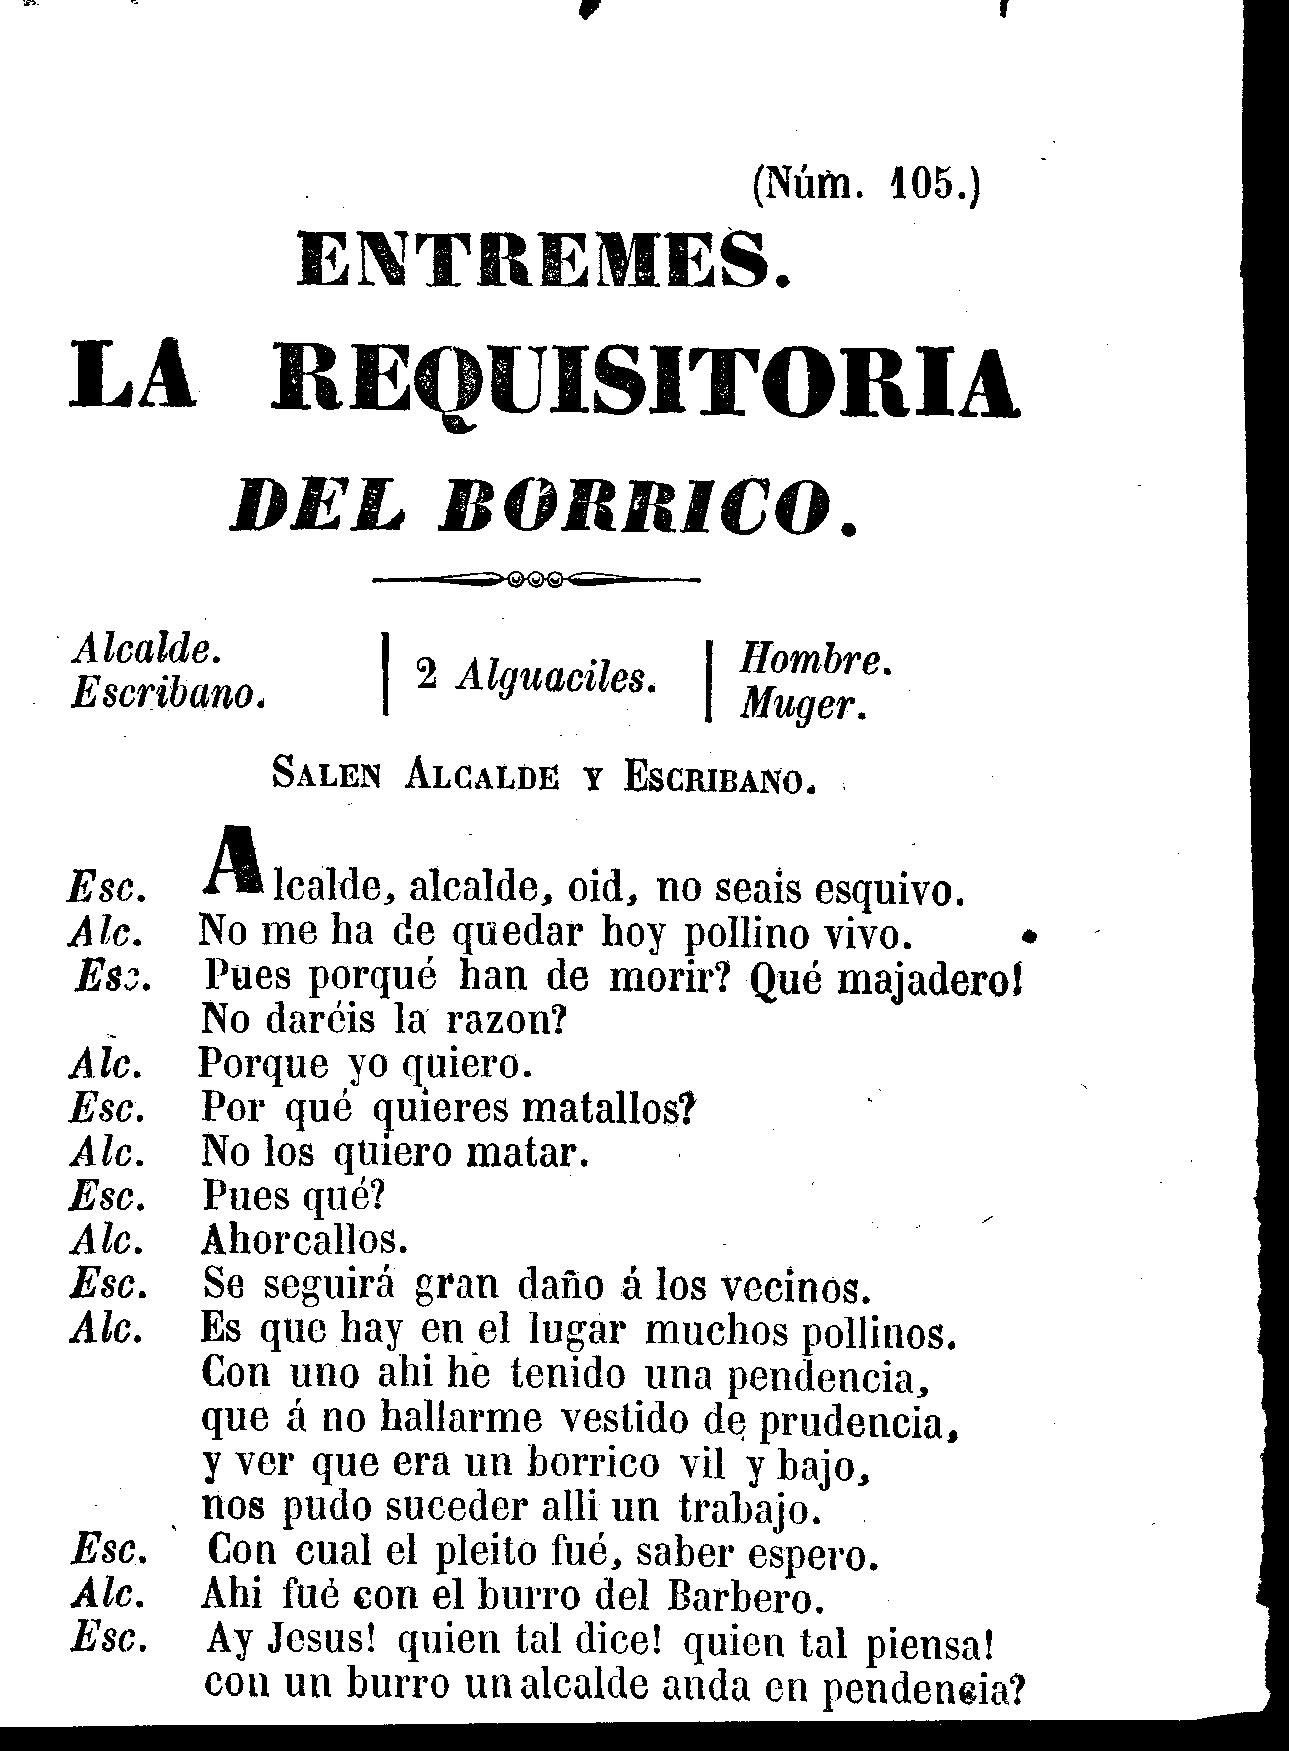 (Núm. 105.)
ENTREMES.
LA REQUISITORIA
DEL BORRICO.
Alcalde.
Escribano.
2 Alguaciles.
Hombre.
Muger.
SALEN ALCALDE Y ESCRIBANO.
Esc. Alcalde, alcalde, oid, no seais esquivo.
Alc. No me ha de quedar hoy pollino vivo.
Esc. Pues porqué han de morir? Qué majadero!
No daréis la razon?
Alc. Porque yo quiero.
Esc. Por qué quieres matallos?
Alc. No los quiero matar.
Esc. Pues qué?
Alc. Ahorcallos.
Esc. Se seguirá gran daño á los vecinos.
Alc. Es que hay en el lugar muchos pollinos.
Con uno ahi he tenido una pendencia,
que á no hallarme vestido de prudencia,
y ver que era un borrico vil y bajo,
nos pudo suceder alli un trabajo.
Esc. Con cual el pleito fué, saber espero.
Alc. Ahi fué con el burro del Barbero.
Esc. Ay Jesus! quien tal dice! quien tal piensa!
con un burro un alcalde anda en pendencia?